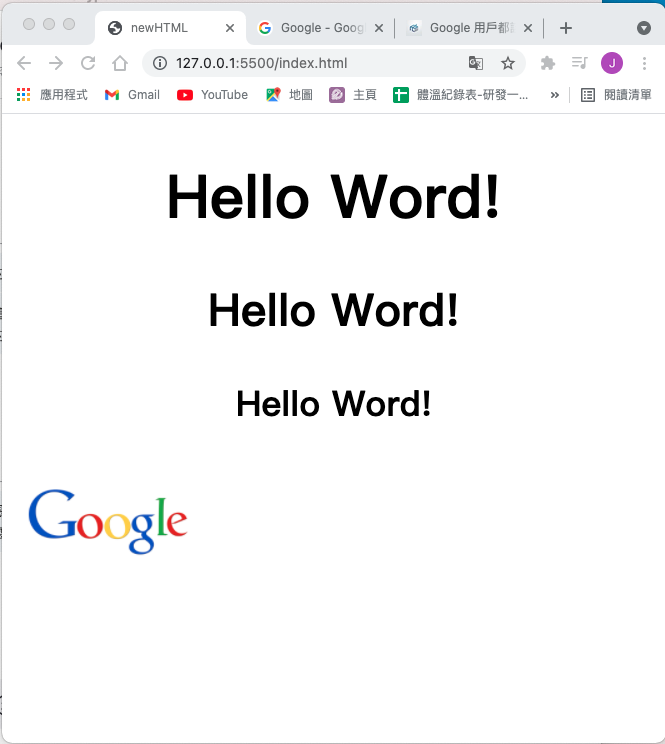 newHTML
Google - Goog
Google 用戶都
127.0.0.1:5500/index.html
J
應用程式
Gmail
YouTube
地圖
主頁
體溫紀錄表-研發一...
»
閱讀清單
Hello Word!
Hello Word!
Hello Word!
Google